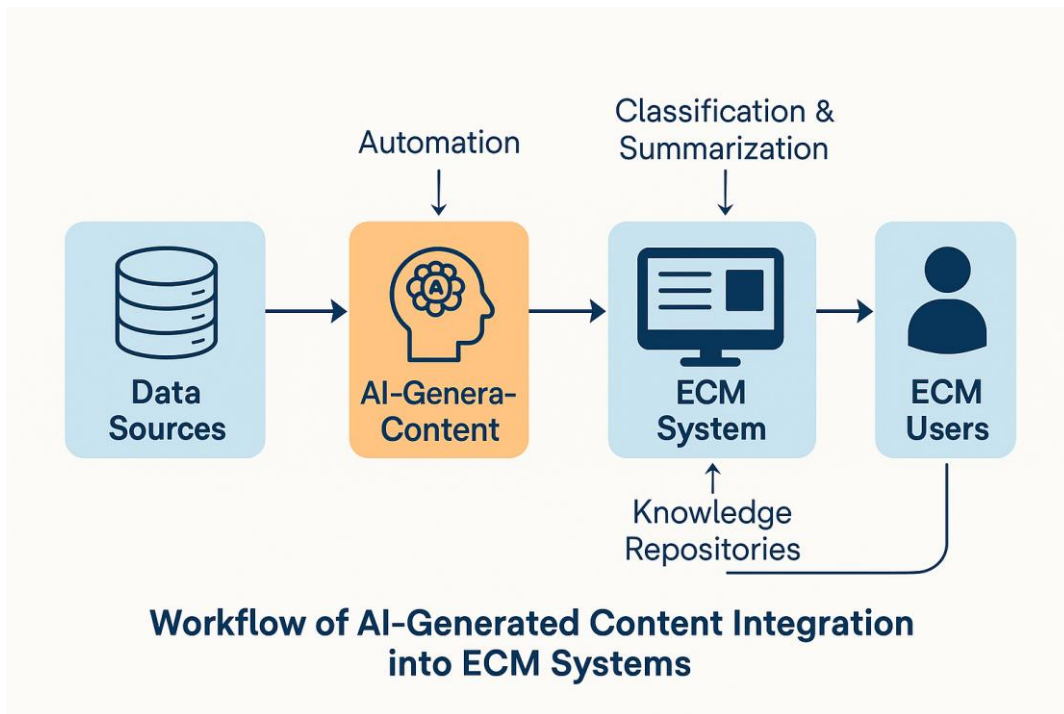 Automation
Classification &
Summarization
Data
Sources
AI-Genera-
Content
A
ECM
System
ECM
Users
Knowledge
Repositories
Workflow of AI-Generated Content Integration
into ECM Systems